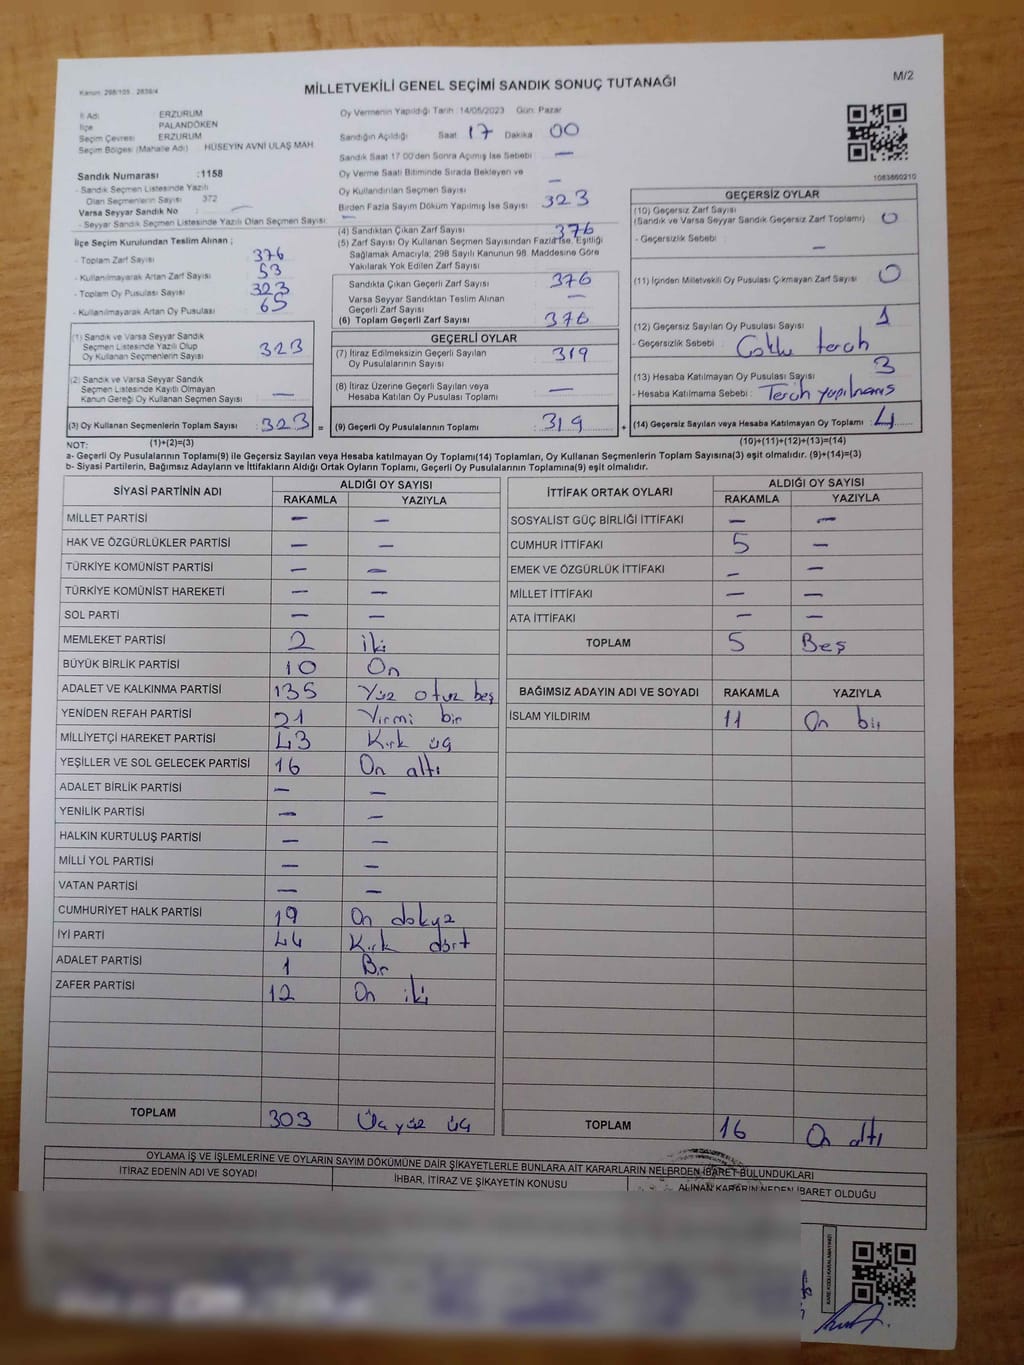 M/2
Kanun: 298/105 , 2839/4
MİLLETVEKİLİ GENEL SEÇİMİ SANDIK SONUÇ TUTANAĞI
İl Adı ERZURUM
İlçe PALANDÖKEN
Seçim Çevresi ERZURUM
Seçim Bölgesi (Mahalle Adı) : HÜSEYİN AVNİ ULAŞ MAH
Sandık Numarası :1158
- Sandık Seçmen Listesinde Yazılı
Olan Seçmenlerin Sayısı 372
Varsa Seyyar Sandık No —
- Seyyar Sandık Seçmen Listesinde Yazılı Olan Seçmen Sayısı: —
İlçe Seçim Kurulundan Teslim Alınan ;
- Toplam Zarf Sayısı 376
- Kullanılmayarak Artan Zarf Sayısı 53
- Toplam Oy Pusulası Sayısı 323
- Kullanılmayarak Artan Oy Pusulası 65
(1) Sandık ve Varsa Seyyar Sandık
Seçmen Listesinde Yazılı Olup
Oy Kullanan Seçmenlerin Sayısı 323
(2) Sandık ve Varsa Seyyar Sandık
Seçmen Listesinde Kayıtlı Olmayan
Kanun Gereği Oy Kullanan Seçmen Sayısı —
(3) Oy Kullanan Seçmenlerin Toplam Sayısı 323 =
Oy Vermenin Yapıldığı Tarih :14/05/2023 Gün: Pazar
Sandığın Açıldığı Saat 17 Dakika 00
Sandık Saat 17:00'den Sonra Açılmış İse Sebebi —
Oy Verme Saati Bitiminde Sırada Bekleyen ve —
Oy Kullandırılan Seçmen Sayısı
Birden Fazla Sayım Döküm Yapılmış İse Sayısı 323
(4) Sandıktan Çıkan Zarf Sayısı 376
(5) Zarf Sayısı Oy Kullanan Seçmen Sayısından Fazla İse, Eşitliği
Sağlamak Amacıyla; 298 Sayılı Kanunun 98. Maddesine Göre
Yakılarak Yok Edilen Zarf Sayısı
Sandıkta Çıkan Geçerli Zarf Sayısı 376
Varsa Seyyar Sandıktan Teslim Alınan
Geçerli Zarf Sayısı —
(6) Toplam Geçerli Zarf Sayısı 376
GEÇERLİ OYLAR
(7) İtiraz Edilmeksizin Geçerli Sayılan
Oy Pusulalarının Sayısı 319
(8) İtiraz Üzerine Geçerli Sayılan veya
Hesaba Katılan Oy Pusulası Toplamı —
(9) Geçerli Oy Pusulalarının Toplamı 319 +
1083860210
GEÇERSİZ OYLAR
(10) Geçersiz Zarf Sayısı
(Sandık ve Varsa Seyyar Sandık Geçersiz Zarf Toplamı) 0
- Geçersizlik Sebebi : —
(11) İçinden Milletvekili Oy Pusulası Çıkmayan Zarf Sayısı 0
(12) Geçersiz Sayılan Oy Pusulası Sayısı 1
- Geçersizlik Sebebi : Çoklu tercih
(13) Hesaba Katılmayan Oy Pusulası Sayısı 3
- Hesaba Katılmama Sebebi : Tercih yapılmamış
(14) Geçersiz Sayılan veya Hesaba Katılmayan Oy Toplamı 4
NOT: (1)+(2)=(3) (10)+(11)+(12)+(13)=(14)
a- Geçerli Oy Pusulalarının Toplamı(9) ile Geçersiz Sayılan veya Hesaba katılmayan Oy Toplamı(14) Toplamları, Oy Kullanan Seçmenlerin Toplam Sayısına(3) eşit olmalıdır. (9)+(14)=(3)
b- Siyasi Partilerin, Bağımsız Adayların ve İttifakların Aldığı Ortak Oyların Toplamı, Geçerli Oy Pusulalarının Toplamına(9) eşit olmalıdır.
SİYASİ PARTİNİN ADI ALDIĞI OY SAYISI
RAKAMLA YAZIYLA
MİLLET PARTİSİ — —
HAK VE ÖZGÜRLÜKLER PARTİSİ — —
TÜRKİYE KOMÜNİST PARTİSİ — —
TÜRKİYE KOMÜNİST HAREKETİ — —
SOL PARTİ — —
MEMLEKET PARTİSİ 2 iki
BÜYÜK BİRLİK PARTİSİ 10 On
ADALET VE KALKINMA PARTİSİ 135 Yüz otuz beş
YENİDEN REFAH PARTİSİ 21 Yirmi bir
MİLLİYETÇİ HAREKET PARTİSİ 43 Kırk üç
YEŞİLLER VE SOL GELECEK PARTİSİ 16 On altı
ADALET BİRLİK PARTİSİ — —
YENİLİK PARTİSİ — —
HALKIN KURTULUŞ PARTİSİ — —
MİLLİ YOL PARTİSİ — —
VATAN PARTİSİ — —
CUMHURİYET HALK PARTİSİ 19 On dokuz
İYİ PARTİ 44 Kırk dört
ADALET PARTİSİ 1 Bir
ZAFER PARTİSİ 12 On iki
TOPLAM 303 Üç yüz üç
İTTİFAK ORTAK OYLARI ALDIĞI OY SAYISI
RAKAMLA YAZIYLA
SOSYALİST GÜÇ BİRLİĞİ İTTİFAKI — —
CUMHUR İTTİFAKI 5 —
EMEK VE ÖZGÜRLÜK İTTİFAKI — —
MİLLET İTTİFAKI — —
ATA İTTİFAKI — —
TOPLAM 5 Beş
BAĞIMSIZ ADAYIN ADI VE SOYADI RAKAMLA YAZIYLA
İSLAM YILDIRIM 11 On bir
TOPLAM 16 On altı
OYLAMA İŞ VE İŞLEMLERİNE VE OYLARIN SAYIM DÖKÜMÜNE DAİR ŞİKAYETLERLE BUNLARA AİT KARARLARIN NELERDEN İBARET BULUNDUKLARI
İTİRAZ EDENİN ADI VE SOYADI İHBAR, İTİRAZ VE ŞİKAYETİN KONUSU ALINAN KARARIN NEDEN İBARET OLDUĞU